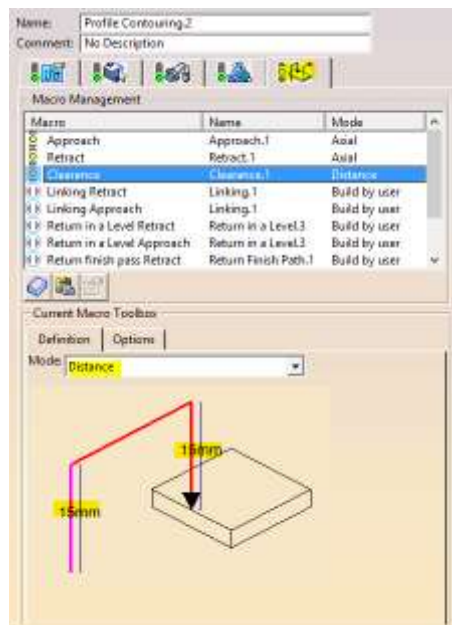 Name: Profile Contouring.2
Comment: No Description
Macro Management
Macro Name Mode
Approach Approach.1 Axial
Retract Retract.1 Axial
Clearance Clearance.1 Distance
Linking Retract Linking.1 Build by user
Linking Approach Linking.1 Build by user
Return in a Level Retract Return in a Level.3 Build by user
Return in a Level Approach Return in a Level.3 Build by user
Return finish pass Retract Return Finish Path.1 Build by user
Current Macro Toolbox
Definition Options
Mode: Distance
15mm
15mm